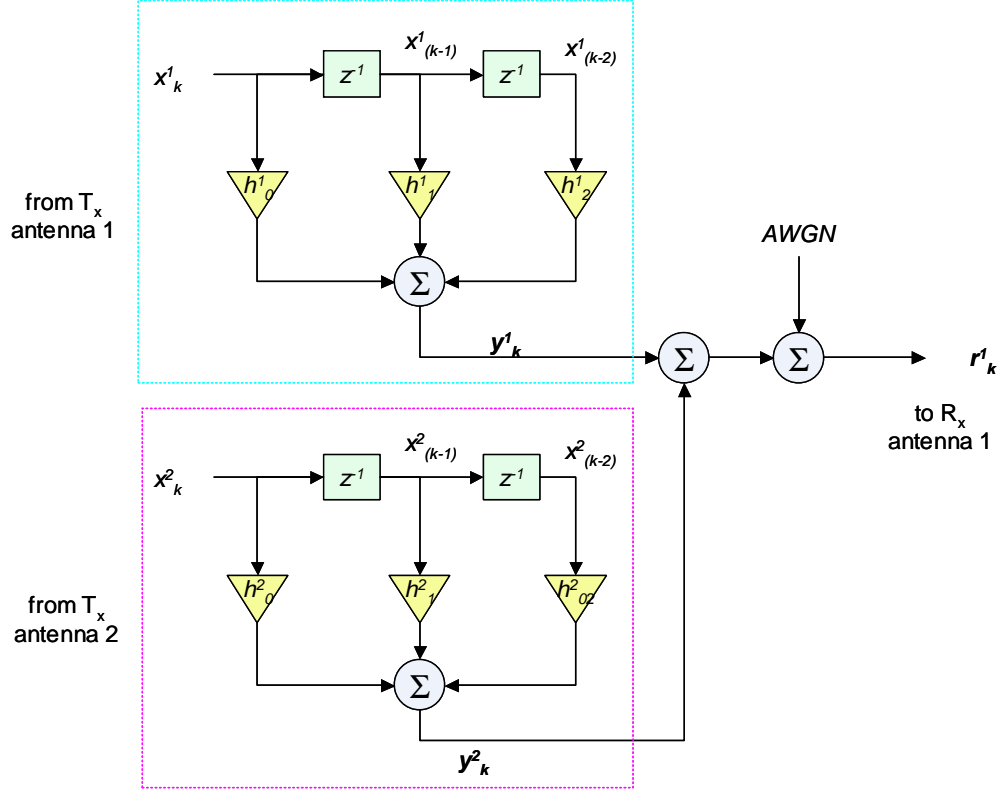 x¹₍ₖ₋₁₎ x¹₍ₖ₋₂₎
x¹ₖ z⁻¹ z⁻¹
h¹₀ h¹₁ h¹₂
from Tₓ
antenna 1
Σ
AWGN
y¹ₖ Σ Σ r¹ₖ
to Rₓ
antenna 1
x²₍ₖ₋₁₎ x²₍ₖ₋₂₎
x²ₖ z⁻¹ z⁻¹
h²₀ h²₁ h²₀₂
from Tₓ
antenna 2
Σ
y²ₖ